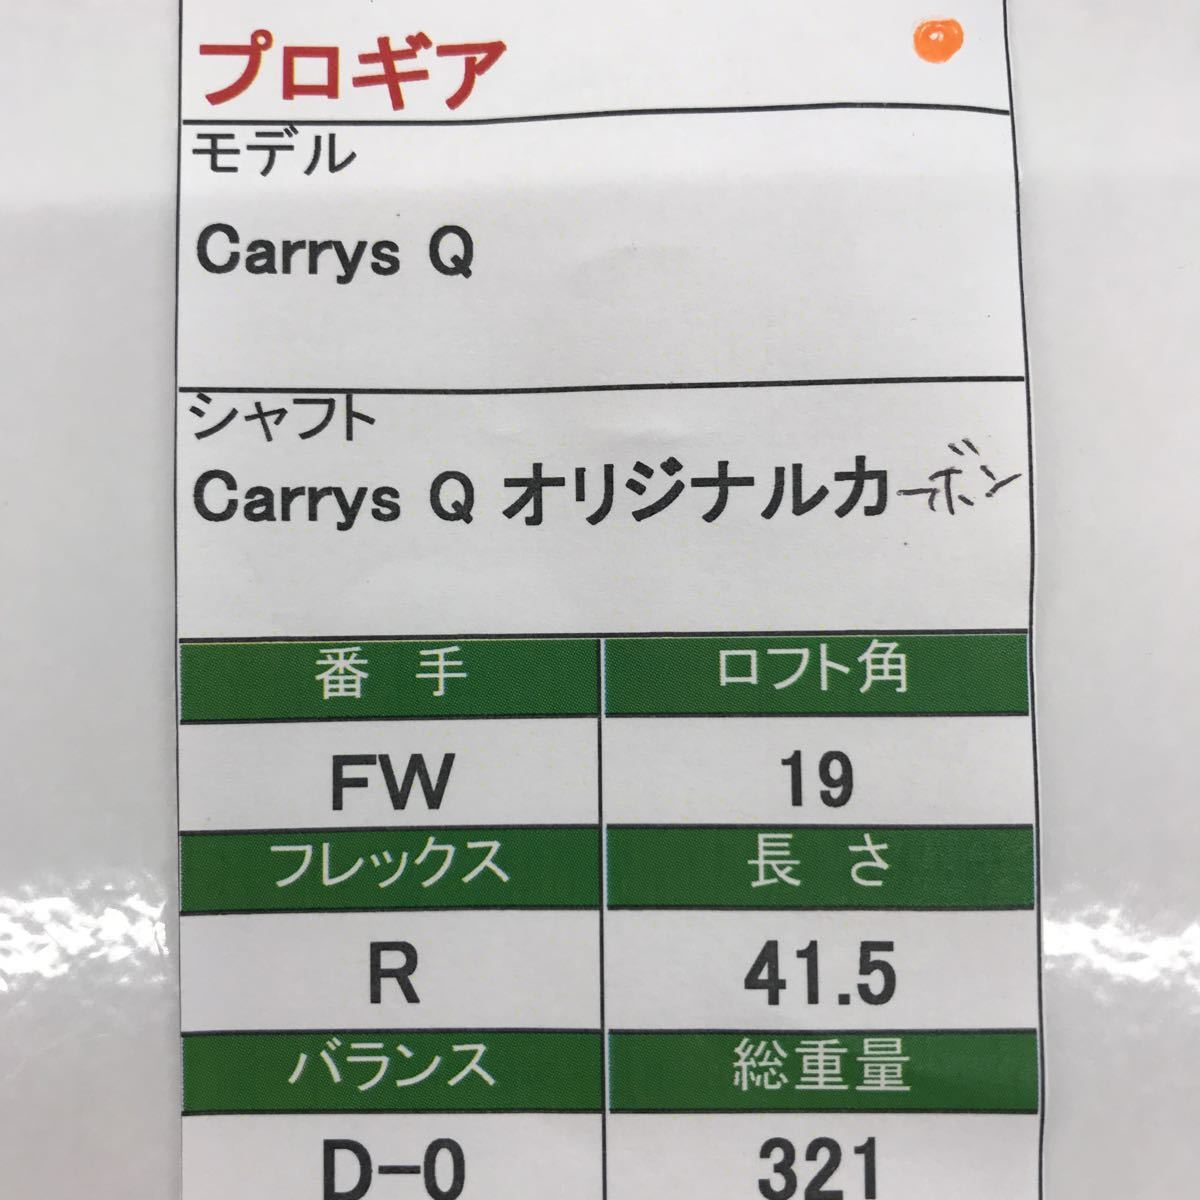 プロギア
モデル
Carrys Q
シャフト
Carrys Q オリジナルカーボン
番 手 ロフト角
FW 19
フレックス 長 さ
R 41.5
バランス 総重量
D-0 321